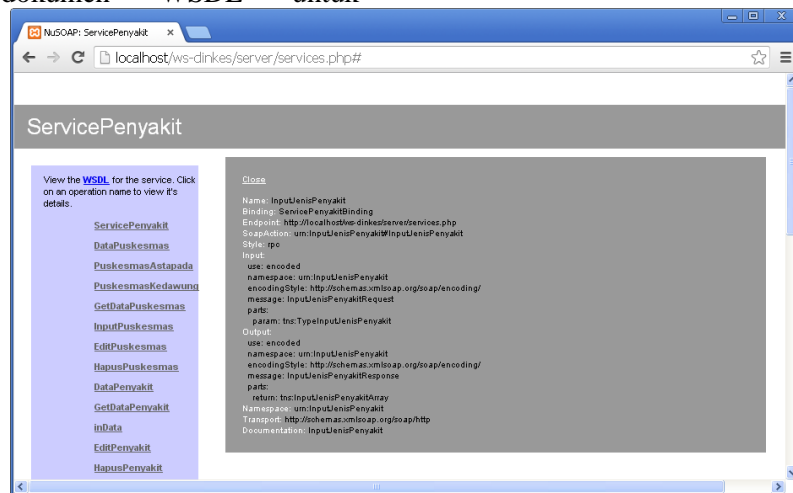 dokumen WSDL untuk
NuSOAP: ServicePenyakit
localhost/ws-dinkes/server/services.php#
ServicePenyakit
View the WSDL for the service. Click
on an operation name to view it's
details.
ServicePenyakit
DataPuskesmas
PuskesmasAstapada
PuskesmasKedawung
GetDataPuskesmas
InputPuskesmas
EditPuskesmas
HapusPuskesmas
DataPenyakit
GetDataPenyakit
inData
EditPenyakit
HapusPenyakit
Close
Name: InputJenisPenyakit
Binding: ServicePenyakitBinding
Endpoint: http://localhost/ws-dinkes/server/services.php
SoapAction: urn:InputJenisPenyakit#InputJenisPenyakit
Style: rpc
Input:
use: encoded
namespace: urn:InputJenisPenyakit
encodingStyle: http://schemas.xmlsoap.org/soap/encoding/
message: InputJenisPenyakitRequest
parts:
param: tns:TypeInputJenisPenyakit
Output:
use: encoded
namespace: urn:InputJenisPenyakit
encodingStyle: http://schemas.xmlsoap.org/soap/encoding/
message: InputJenisPenyakitResponse
parts:
return: tns:InputJenisPenyakitArray
Namespace: urn:InputJenisPenyakit
Transport: http://schemas.xmlsoap.org/soap/http
Documentation: InputJenisPenyakit